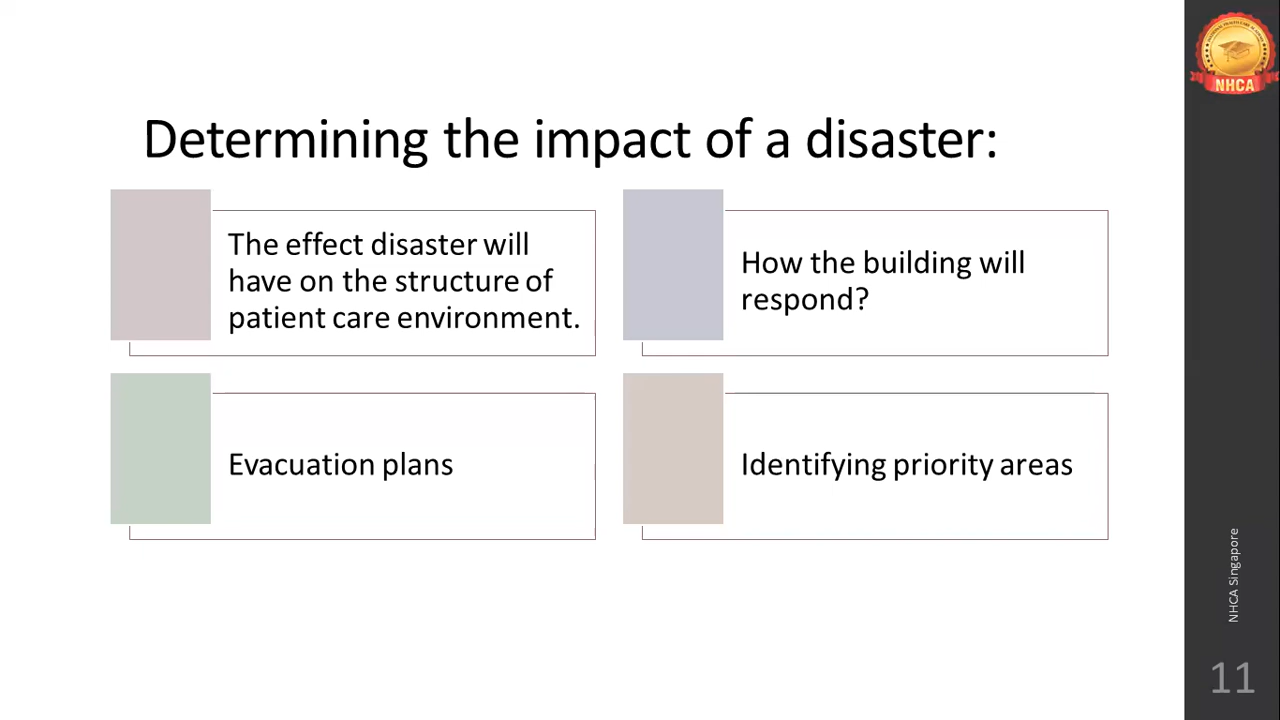 Determining the impact of a disaster:
The effect disaster will
have on the structure of
patient care environment.
How the building will
respond?
Evacuation plans
Identifying priority areas
NHCA
NHCA Singapore
11